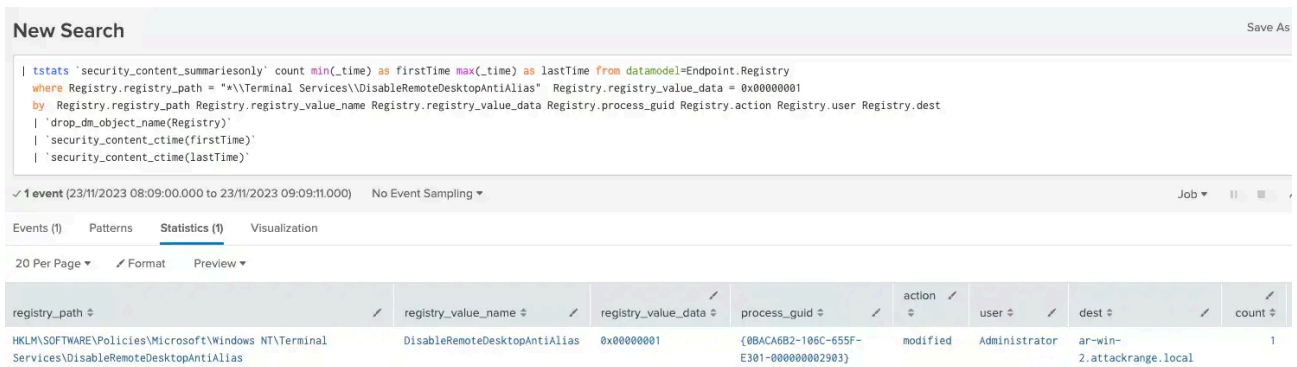 New Search
Save As
| tstats `security_content_summariesonly` count min(_time) as firstTime max(_time) as lastTime from datamodel=Endpoint.Registry
where Registry.registry_path = "*\\Terminal Services\\DisableRemoteDesktopAntiAlias" Registry.registry_value_data = 0x00000001
by Registry.registry_path Registry.registry_value_name Registry.registry_value_data Registry.process_guid Registry.action Registry.user Registry.dest
| `drop_dm_object_name(Registry)`
| `security_content_ctime(firstTime)`
| `security_content_ctime(lastTime)`
1 event (23/11/2023 08:09:00.000 to 23/11/2023 09:09:11.000) No Event Sampling Job
Events (1) Patterns Statistics (1) Visualization
20 Per Page Format Preview
registry_path registry_value_name registry_value_data process_guid action user dest count
HKLM\SOFTWARE\Policies\Microsoft\Windows NT\Terminal DisableRemoteDesktopAntiAlias 0x00000001 {0BACA6B2-106C-655F- modified Administrator ar-win- 1
Services\DisableRemoteDesktopAntiAlias E301-000000002903} 2.attackrange.local